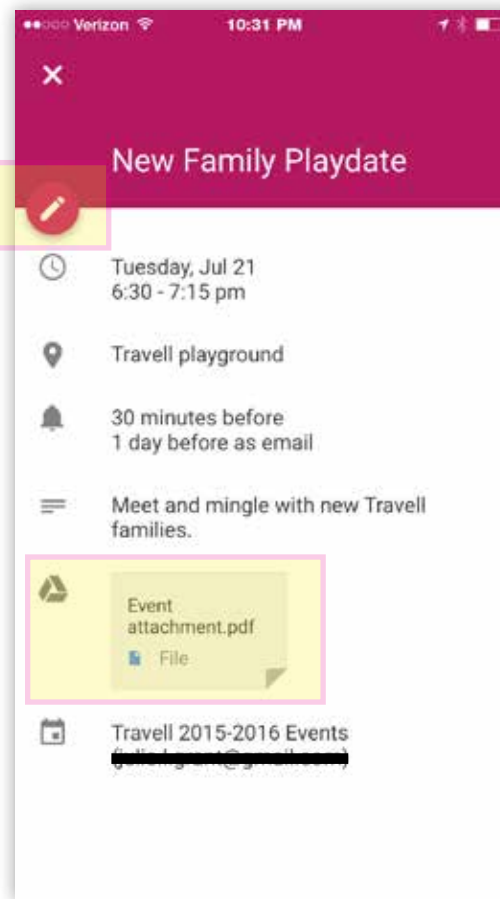 Verizon 10:31 PM
New Family Playdate
Tuesday, Jul 21
6:30 - 7:15 pm
Travell playground
30 minutes before
1 day before as email
Meet and mingle with new Travell
families.
Event
attachment.pdf
File
Travell 2015-2016 Events